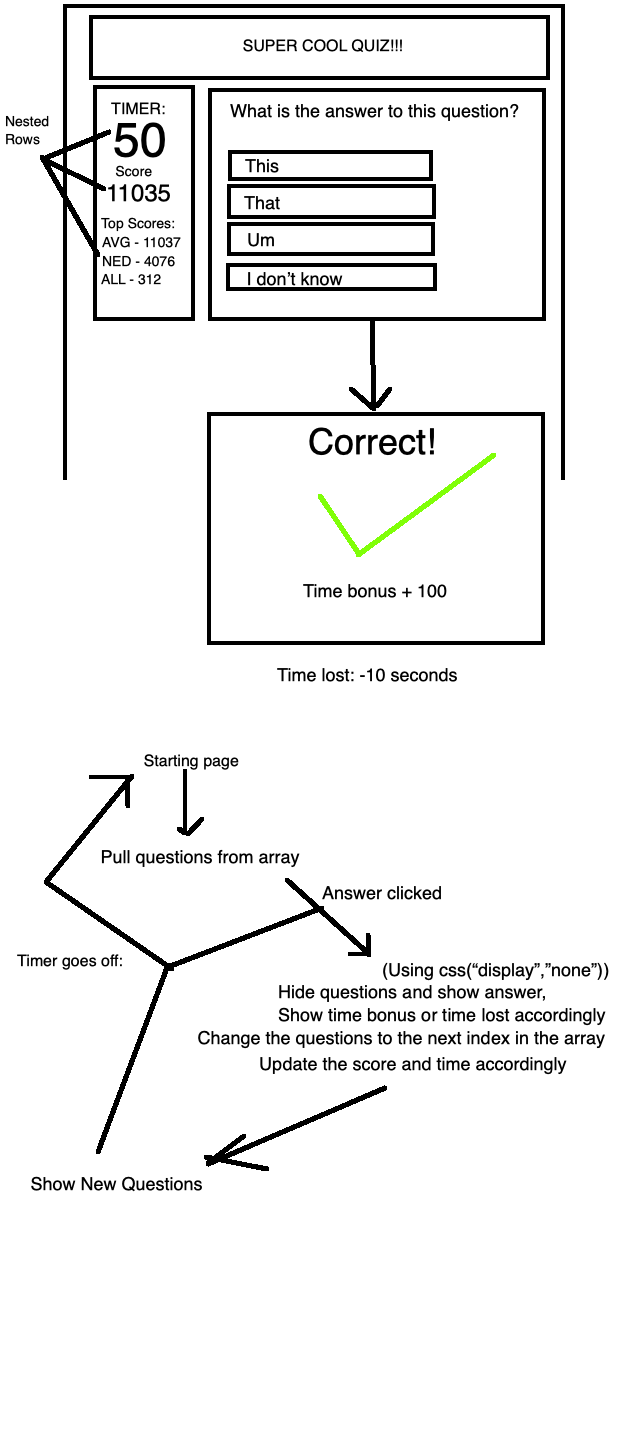 SUPER COOL QUIZ!!!
Nested
Rows
TIMER:
50
Score
11035
Top Scores:
AVG - 11037
NED - 4076
ALL - 312
What is the answer to this question?
This
That
Um
I don’t know
Correct!
Time bonus + 100
Time lost: -10 seconds
Starting page
Pull questions from array
Answer clicked
Timer goes off:
(Using css(“display”,”none”))
Hide questions and show answer,
Show time bonus or time lost accordingly
Change the questions to the next index in the array
Update the score and time accordingly
Show New Questions